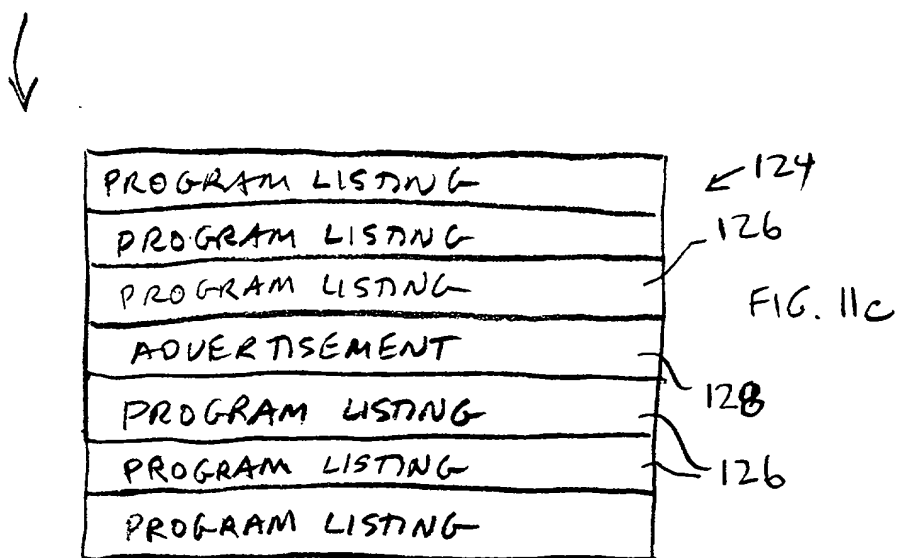 PROGRAM LISTING
124
PROGRAM LISTING
126
PROGRAM LISTING
FIG. 11c
ADVERTISEMENT
128
PROGRAM LISTING
PROGRAM LISTING
126
PROGRAM LISTING